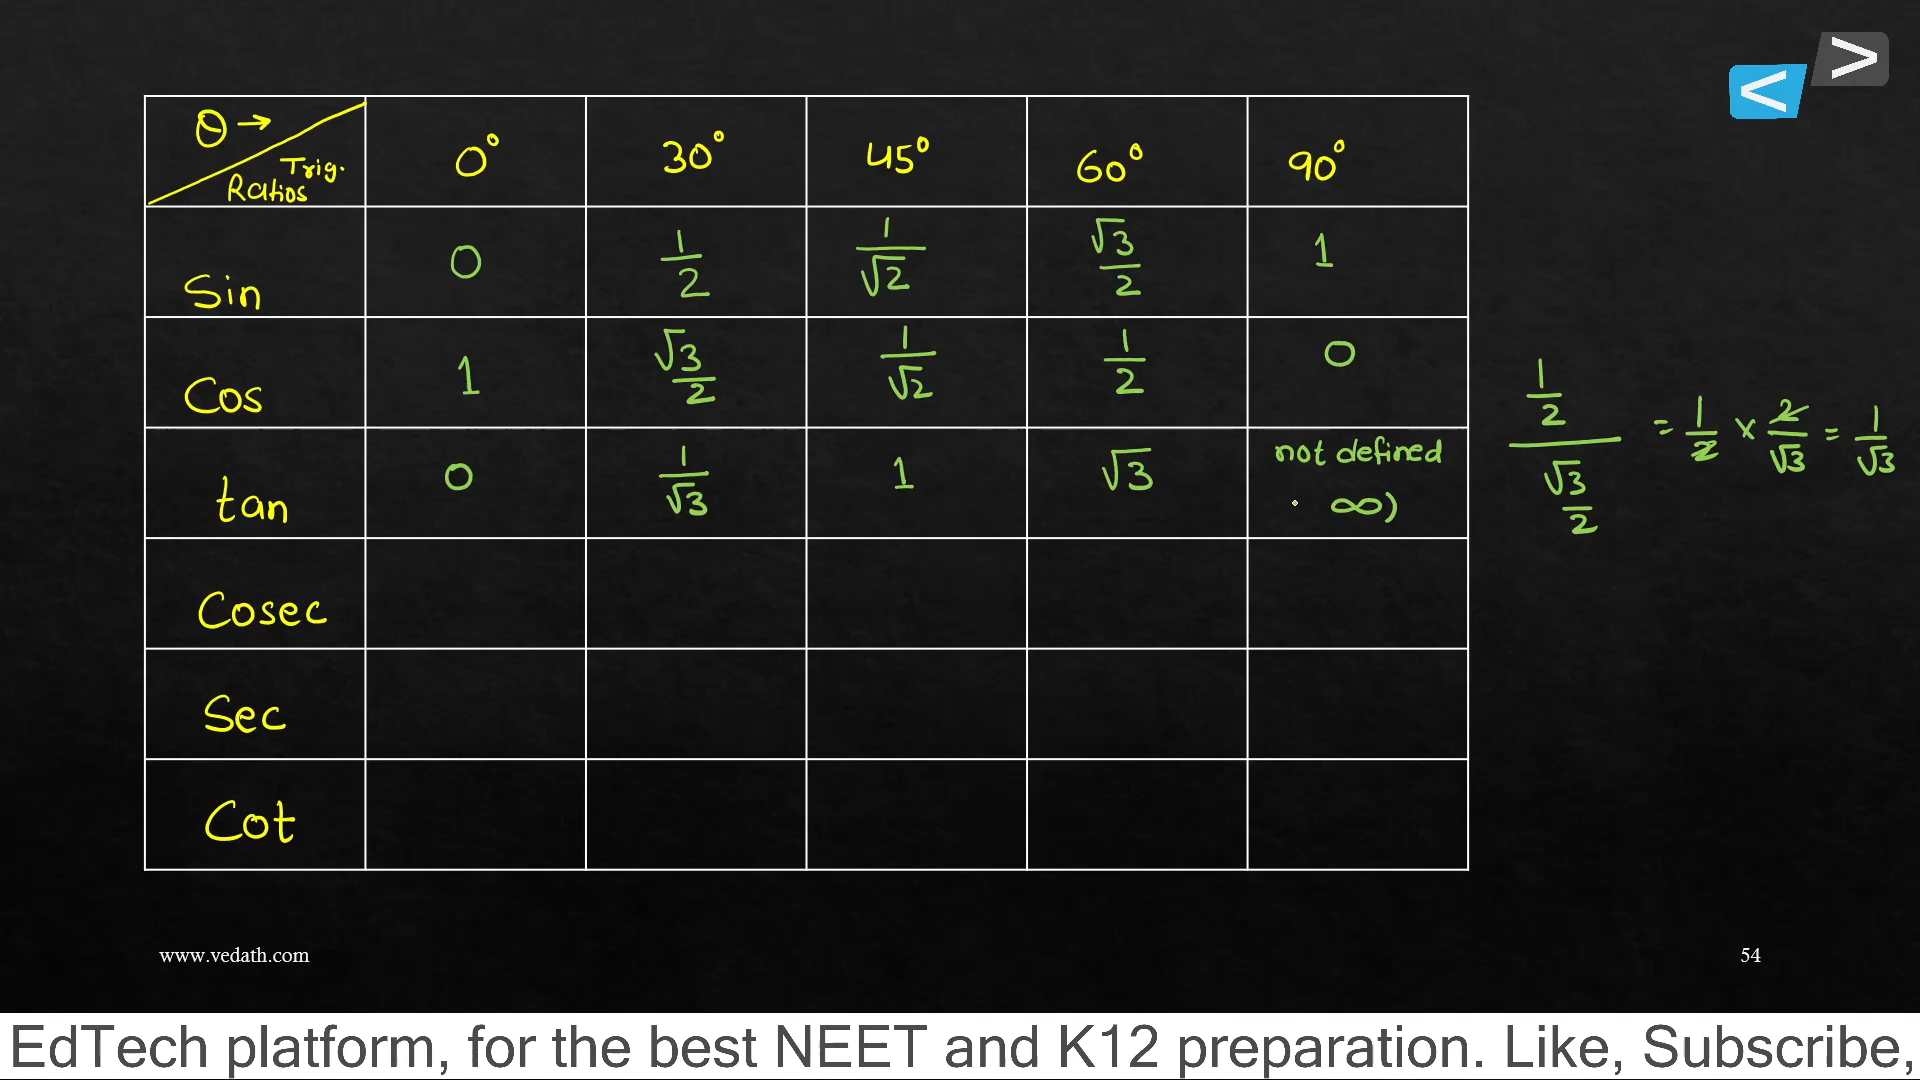 θ → 0° 30° 45° 60° 90°
Trig.
Ratios
Sin 0 1/2 1/√2 √3/2 1
Cos 1 √3/2 1/√2 1/2 0
tan 0 1/√3 1 √3 not defined
∞)
Cosec
Sec
Cot
1/2 / √3/2 = 1/2 × 2/√3 = 1/√3
www.vedath.com
54
EdTech platform, for the best NEET and K12 preparation. Like, Subscribe,